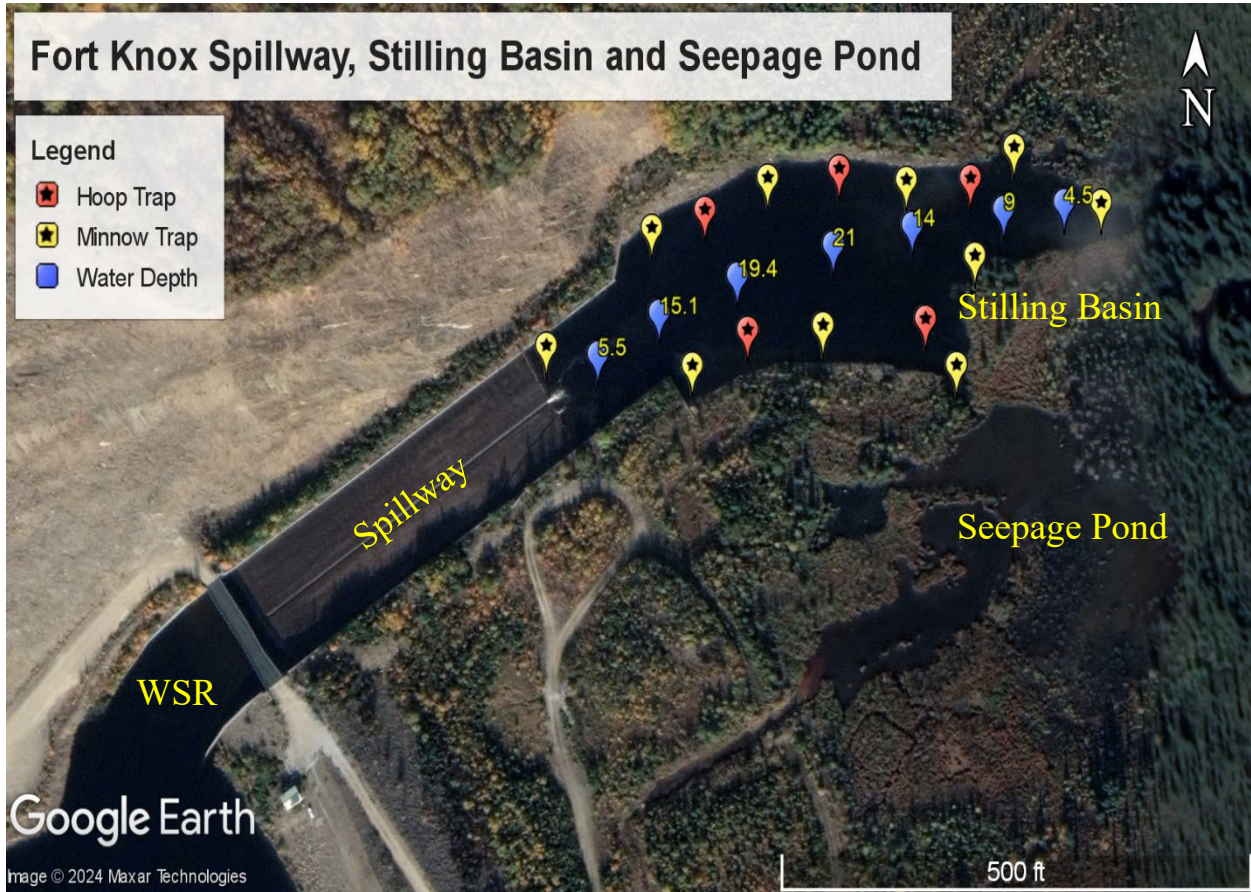 Fort Knox Spillway, Stilling Basin and Seepage Pond
N
Legend
Hoop Trap
Minnow Trap
Water Depth
4.5
9
14
21
19.4
15.1
5.5
Stilling Basin
Spillway
Seepage Pond
WSR
Google Earth
Image © 2024 Maxar Technologies
500 ft